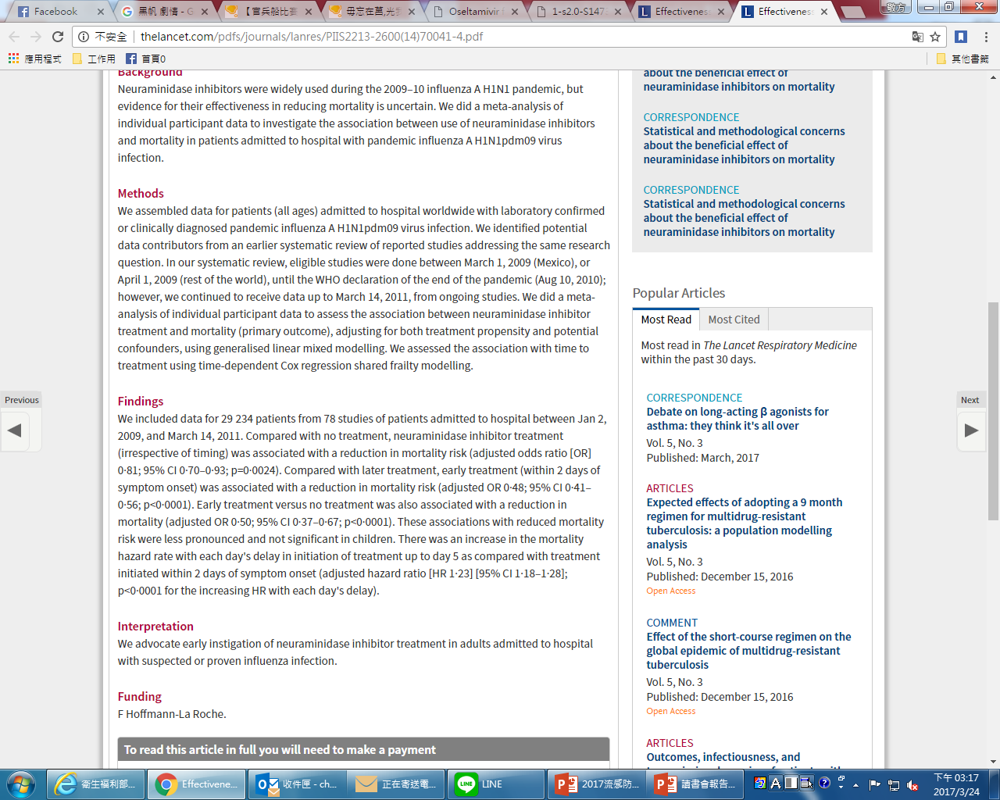 Facebook
黑帆 劇情 - G
【官兵船比賽
毋忘在莒,光
Oseltamivir
1-s2.0-S147
Effectivenes
Effectivenes
敬方
不安全 | thelancet.com/pdfs/journals/lanres/PIIS2213-2600(14)70041-4.pdf
應用程式
工作用
首頁0
其他書籤
Background
Neuraminidase inhibitors were widely used during the 2009–10 influenza A H1N1 pandemic, but
evidence for their effectiveness in reducing mortality is uncertain. We did a meta-analysis of
individual participant data to investigate the association between use of neuraminidase inhibitors
and mortality in patients admitted to hospital with pandemic influenza A H1N1pdm09 virus
infection.
Methods
We assembled data for patients (all ages) admitted to hospital worldwide with laboratory confirmed
or clinically diagnosed pandemic influenza A H1N1pdm09 virus infection. We identified potential
data contributors from an earlier systematic review of reported studies addressing the same research
question. In our systematic review, eligible studies were done between March 1, 2009 (Mexico), or
April 1, 2009 (rest of the world), until the WHO declaration of the end of the pandemic (Aug 10, 2010);
however, we continued to receive data up to March 14, 2011, from ongoing studies. We did a meta-
analysis of individual participant data to assess the association between neuraminidase inhibitor
treatment and mortality (primary outcome), adjusting for both treatment propensity and potential
confounders, using generalised linear mixed modelling. We assessed the association with time to
treatment using time-dependent Cox regression shared frailty modelling.
Findings
We included data for 29 234 patients from 78 studies of patients admitted to hospital between Jan 2,
2009, and March 14, 2011. Compared with no treatment, neuraminidase inhibitor treatment
(irrespective of timing) was associated with a reduction in mortality risk (adjusted odds ratio [OR]
0·81; 95% CI 0·70–0·93; p=0·0024). Compared with later treatment, early treatment (within 2 days of
symptom onset) was associated with a reduction in mortality risk (adjusted OR 0·48; 95% CI 0·41–
0·56; p<0·0001). Early treatment versus no treatment was also associated with a reduction in
mortality (adjusted OR 0·50; 95% CI 0·37–0·67; p<0·0001). These associations with reduced mortality
risk were less pronounced and not significant in children. There was an increase in the mortality
hazard rate with each day's delay in initiation of treatment up to day 5 as compared with treatment
initiated within 2 days of symptom onset (adjusted hazard ratio [HR 1·23] [95% CI 1·18–1·28];
p<0·0001 for the increasing HR with each day's delay).
Interpretation
We advocate early instigation of neuraminidase inhibitor treatment in adults admitted to hospital
with suspected or proven influenza infection.
Funding
F Hoffmann-La Roche.
To read this article in full you will need to make a payment
about the beneficial effect of
neuraminidase inhibitors on mortality
CORRESPONDENCE
Statistical and methodological concerns
about the beneficial effect of
neuraminidase inhibitors on mortality
CORRESPONDENCE
Statistical and methodological concerns
about the beneficial effect of
neuraminidase inhibitors on mortality
Popular Articles
Most Read
Most Cited
Most read in The Lancet Respiratory Medicine
within the past 30 days.
CORRESPONDENCE
Debate on long-acting β agonists for
asthma: they think it's all over
Vol. 5, No. 3
Published: March, 2017
ARTICLES
Expected effects of adopting a 9 month
regimen for multidrug-resistant
tuberculosis: a population modelling
analysis
Vol. 5, No. 3
Published: December 15, 2016
Open Access
COMMENT
Effect of the short-course regimen on the
global epidemic of multidrug-resistant
tuberculosis
Vol. 5, No. 3
Published: December 15, 2016
Open Access
ARTICLES
Outcomes, infectiousness, and
Previous
Next
衛生福利部...
Effectivene...
收件匣 - ch...
正在寄送電...
LINE
2017流感防...
讀書會報告...
下午 03:17
2017/3/24